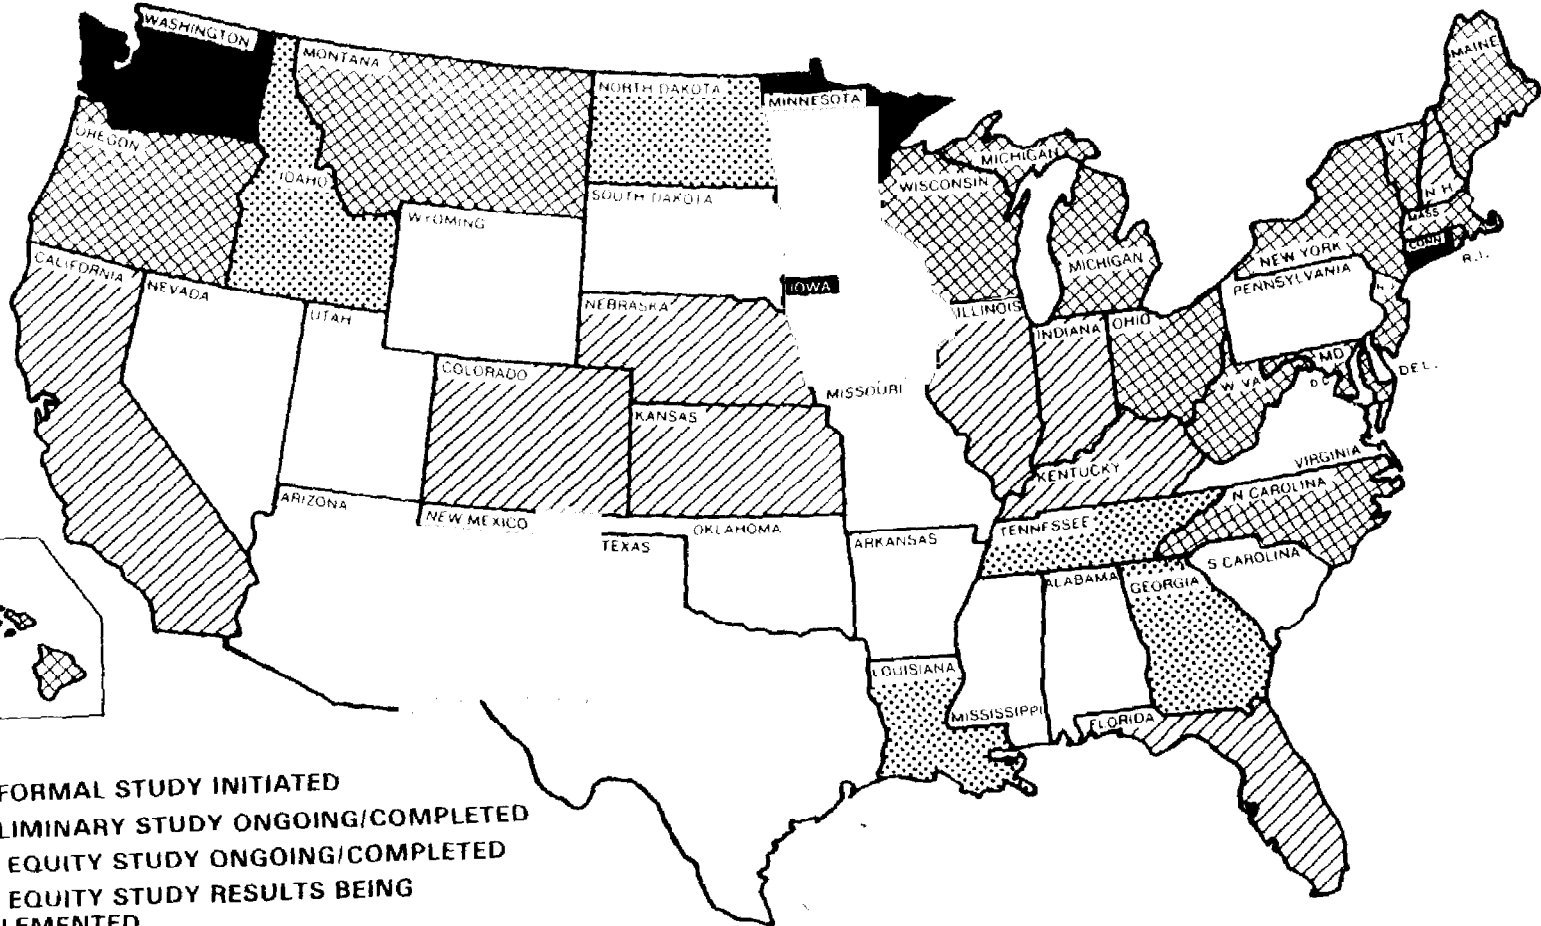 WASHINGTON
MONTANA
NORTH DAKOTA
MINNESOTA
MAINE
OREGON
IDAHO
WYOMING
SOUTH DAKOTA
WISCONSIN
MICHIGAN
MICHIGAN
VT.
N H
MASS
CONN
R.I.
NEW YORK
PENNSYLVANIA
N.J.
CALIFORNIA
NEVADA
UTAH
COLORADO
NEBRASKA
IOWA
ILLINOIS
INDIANA
OHIO
W.VA
MD
DC
DEL.
KANSAS
MISSOURI
KENTUCKY
VIRGINIA
N CAROLINA
TENNESSEE
S CAROLINA
ARIZONA
NEW MEXICO
TEXAS
OKLAHOMA
ARKANSAS
ALABAMA
GEORGIA
LOUISIANA
MISSISSIPPI
FLORIDA
FORMAL STUDY INITIATED
LIMINARY STUDY ONGOING/COMPLETED
EQUITY STUDY ONGOING/COMPLETED
EQUITY STUDY RESULTS BEING
LEMENTED